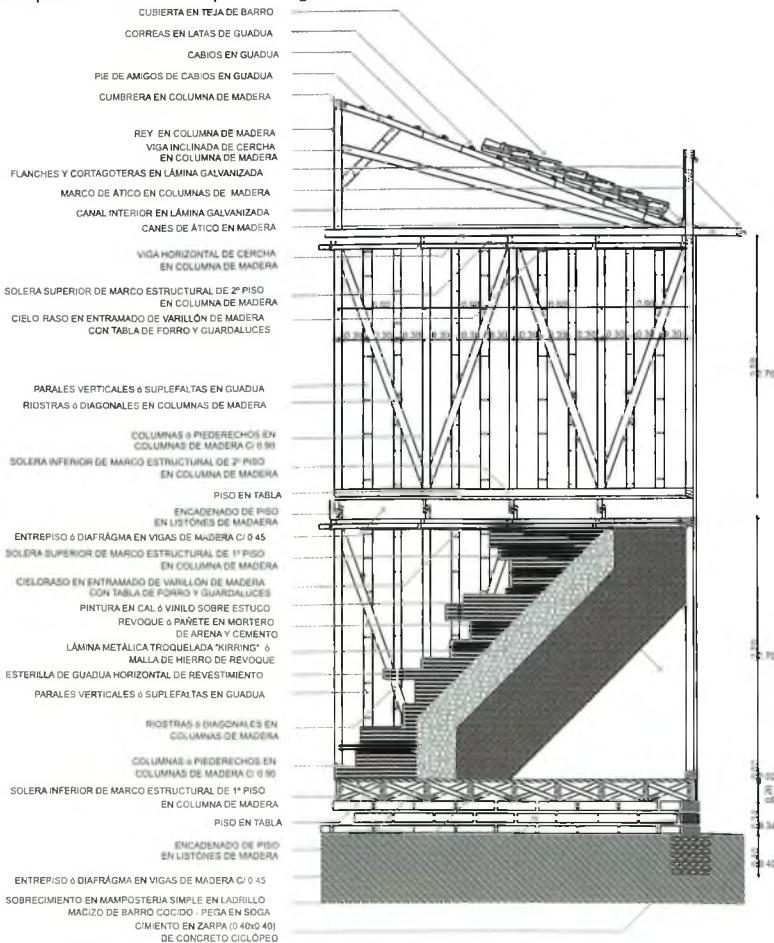 CUBIERTA EN TEJA DE BARRO
CORREAS EN LATAS DE GUADUA
CABIOS EN GUADUA
PIE DE AMIGOS DE CABIOS EN GUADUA
CUMBRERA EN COLUMNA DE MADERA
REY EN COLUMNA DE MADERA
VIGA INCLINADA DE CERCHA
EN COLUMNA DE MADERA
FLANCHES Y CORTAGOTERAS EN LÁMINA GALVANIZADA
MARCO DE ÁTICO EN COLUMNAS DE MADERA
CANAL INTERIOR EN LÁMINA GALVANIZADA
CANES DE ÁTICO EN MADERA
VIGA HORIZONTAL DE CERCHA
EN COLUMNA DE MADERA
SOLERA SUPERIOR DE MARCO ESTRUCTURAL DE 2º PISO
EN COLUMNA DE MADERA
CIELO RASO EN ENTRAMADO DE VARILLÓN DE MADERA
CON TABLA DE FORRO Y GUARDALUCES
PARALES VERTICALES ó SUPLEFALTAS EN GUADUA
RIOSTRAS ó DIAGONALES EN COLUMNAS DE MADERA
COLUMNAS ó PIEDERECHOS EN
COLUMNAS DE MADERA C/ 0.90
SOLERA INFERIOR DE MARCO ESTRUCTURAL DE 2º PISO
EN COLUMNA DE MADERA
PISO EN TABLA
ENCADENADO DE PISO
EN LISTÓNES DE MADAERA
ENTREPISO ó DIAFRÁGMA EN VIGAS DE MADERA C/ 0 45
SOLERA SUPERIOR DE MARCO ESTRUCTURAL DE 1º PISO
EN COLUMNA DE MADERA
CIELORASO EN ENTRAMADO DE VARILLÓN DE MADERA
CON TABLA DE FORRO Y GUARDALUCES
PINTURA EN CAL ó VINILO SOBRE ESTUCO
REVOQUE ó PAÑETE EN MORTERO
DE ARENA Y CEMENTO
LÁMINA METÁLICA TROQUELADA "KIRRING" ó
MALLA DE HIERRO DE REVOQUE
ESTERILLA DE GUADUA HORIZONTAL DE REVESTIMIENTO
PARALES VERTICALES ó SUPLEFALTAS EN GUADUA
RIOSTRAS ó DIAGONALES EN
COLUMNAS DE MADERA
COLUMNAS ó PIEDERECHOS EN
COLUMNAS DE MADERA C/ 0.90
SOLERA INFERIOR DE MARCO ESTRUCTURAL DE 1º PISO
EN COLUMNA DE MADERA
PISO EN TABLA
ENCADENADO DE PISO
EN LISTÓNES DE MADERA
ENTREPISO ó DIAFRÁGMA EN VIGAS DE MADERA C/ 0 45
SOBRECIMIENTO EN MAMPOSTERÍA SIMPLE EN LADRILLO
MACIZO DE BARRO COCIDO - PEGA EN SOGA
CIMIENTO EN ZARPA (0 40x0 40)
DE CONCRETO CICLÓPEO